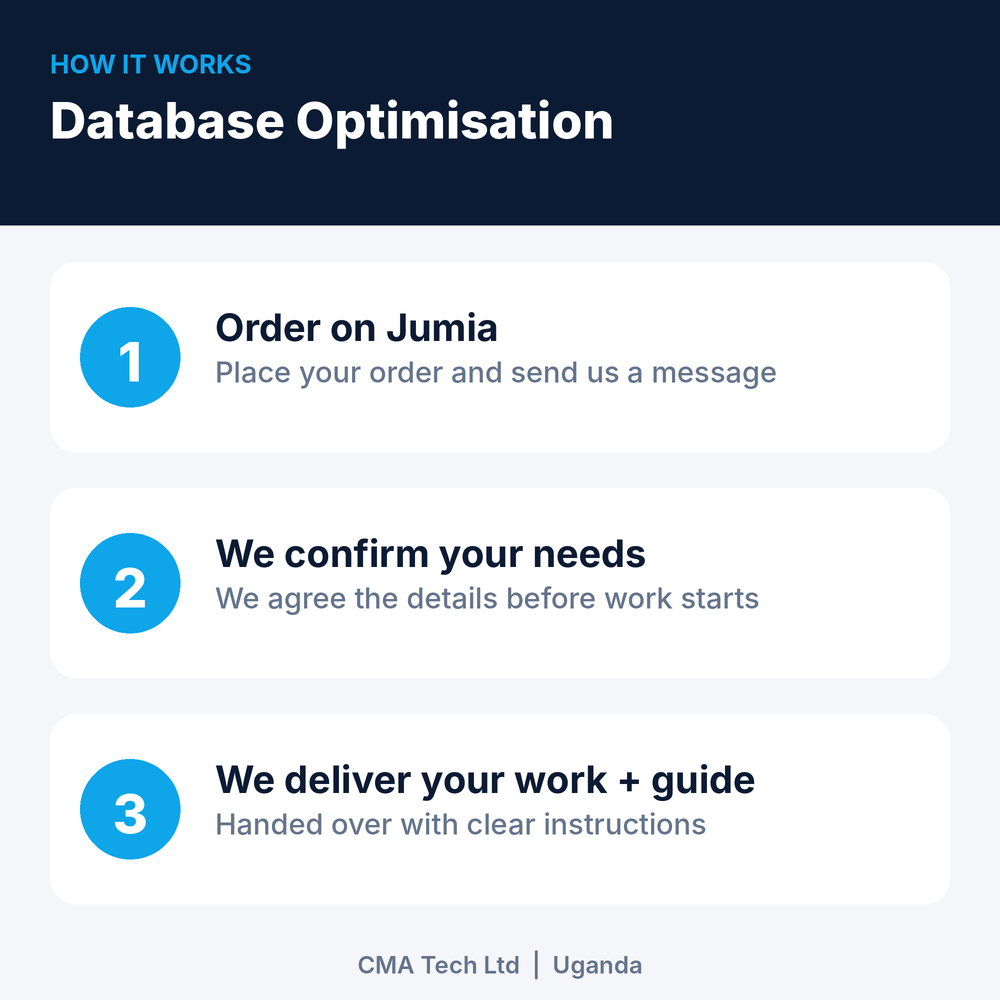 HOW IT WORKS
Database Optimisation
1
Order on Jumia
Place your order and send us a message
2
We confirm your needs
We agree the details before work starts
3
We deliver your work + guide
Handed over with clear instructions
CMA Tech Ltd | Uganda